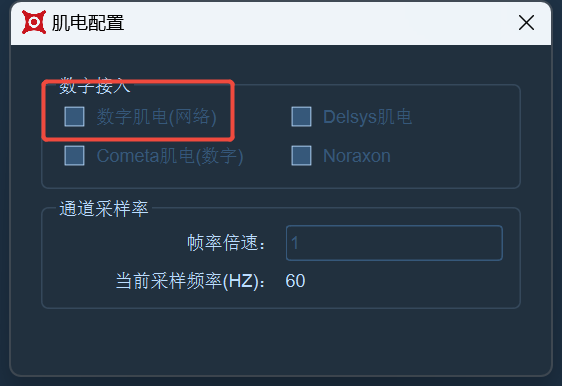 肌电配置
数字接入
数字肌电(网络)
Delsys肌电
Cometa肌电(数字)
Noraxon
通道采样率
帧率倍速：
1
当前采样频率(HZ)：
60